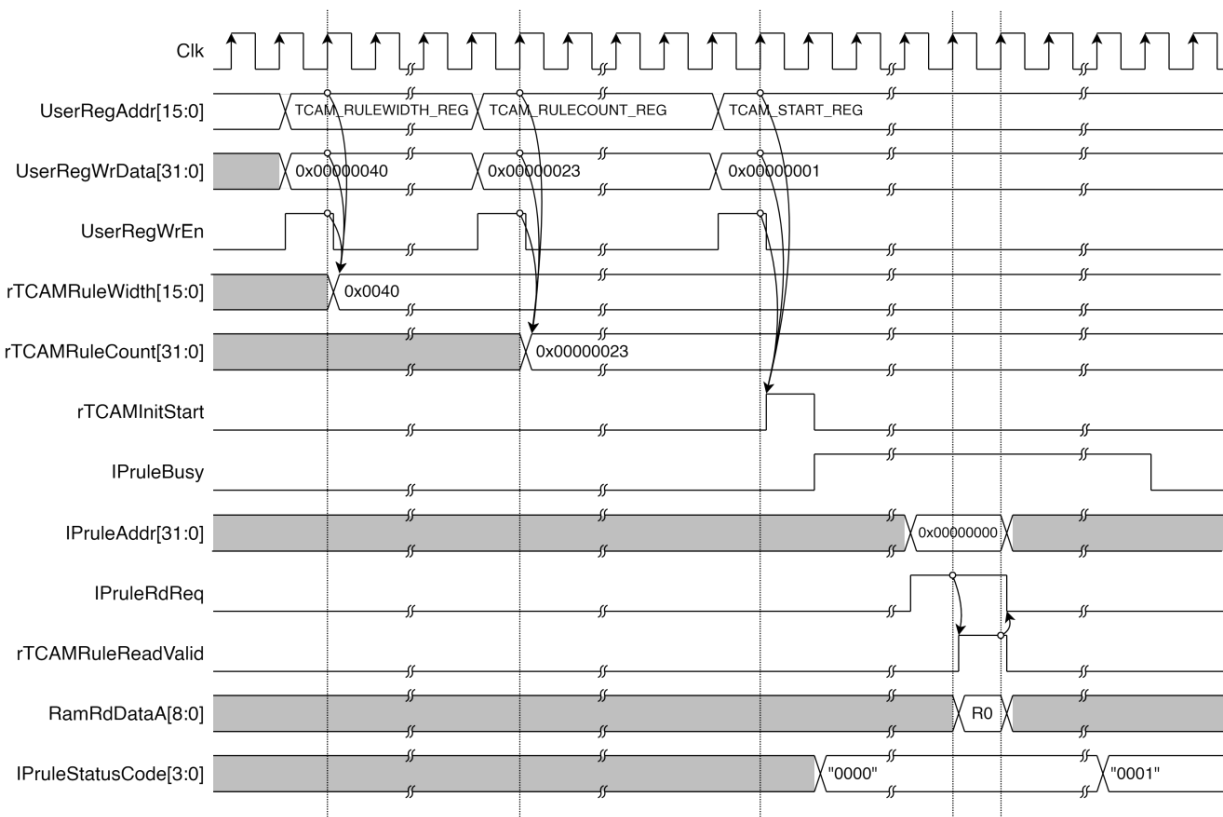 Clk
UserRegAddr[15:0] TCAM_RULEWIDTH_REG TCAM_RULECOUNT_REG TCAM_START_REG
UserRegWrData[31:0] 0x00000040 0x00000023 0x00000001
UserRegWrEn
rTCAMRuleWidth[15:0] 0x0040
rTCAMRuleCount[31:0] 0x00000023
rTCAMInitStart
IPruleBusy
IPruleAddr[31:0] 0x00000000
IPruleRdReq
rTCAMRuleReadValid
RamRdDataA[8:0] R0
IPruleStatusCode[3:0] "0000" "0001"